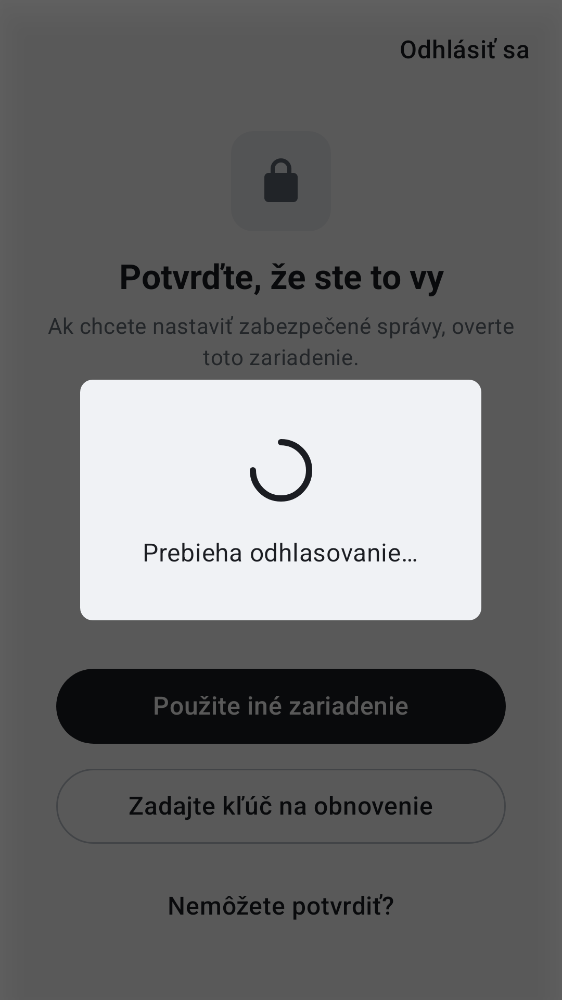 Odhlásiť sa
Potvrďte, že ste to vy
Ak chcete nastaviť zabezpečené správy, overte
toto zariadenie.
Prebieha odhlasovanie…
Použite iné zariadenie
Zadajte kľúč na obnovenie
Nemôžete potvrdiť?